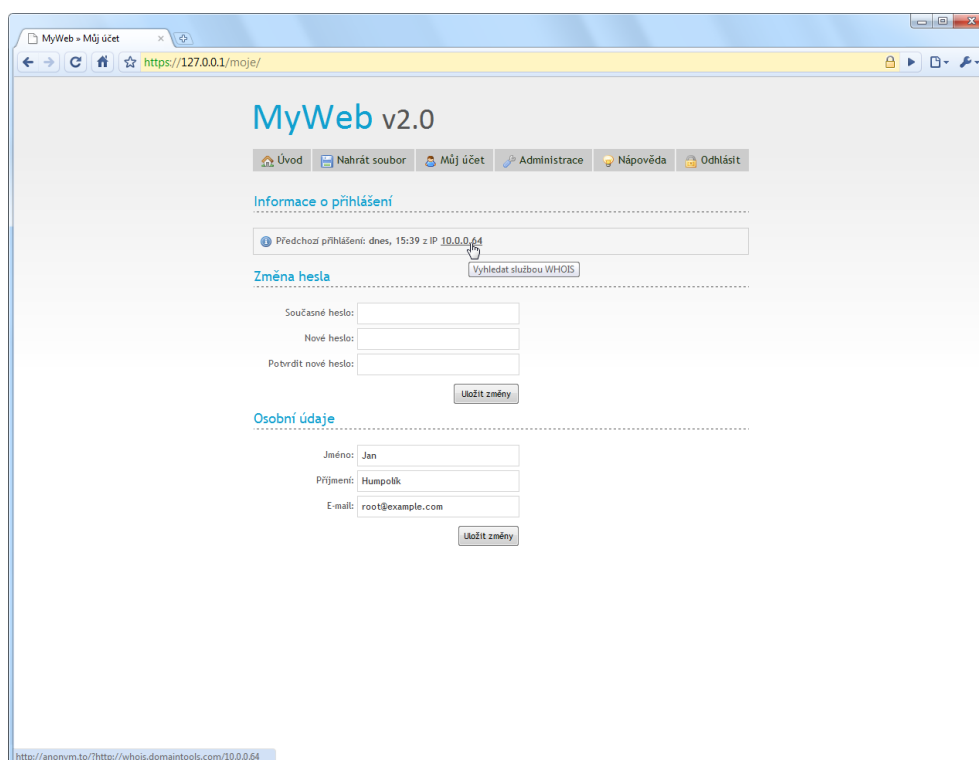 MyWeb » Můj účet
https://127.0.0.1/moje/
MyWeb v2.0
Úvod Nahrát soubor Můj účet Administrace Nápověda Odhlásit
Informace o přihlášení
Předchozí přihlášení: dnes, 15:39 z IP 10.0.0.64
Vyhledat službou WHOIS
Změna hesla
Současné heslo:
Nové heslo:
Potvrdit nové heslo:
Uložit změny
Osobní údaje
Jméno: Jan
Příjmení: Humpolík
E-mail: root@example.com
Uložit změny
http://anonym.to/?http://whois.domaintools.com/10.0.0.64